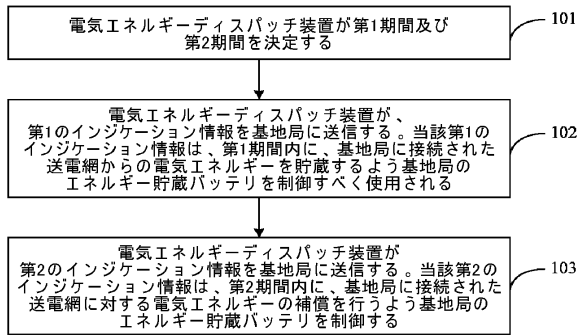 電気エネルギーディスパッチ装置が第1期間及び
第2期間を決定する
101
電気エネルギーディスパッチ装置が、
第1のインジケーション情報を基地局に送信する。当該第1の
インジケーション情報は、第1期間内に、基地局に接続された
送電網からの電気エネルギーを貯蔵するよう基地局の
エネルギー貯蔵バッテリを制御すべく使用される
102
電気エネルギーディスパッチ装置が
第2のインジケーション情報を基地局に送信する。当該第2の
インジケーション情報は、第2期間内に、基地局に接続された
送電網に対する電気エネルギーの補償を行うよう基地局の
エネルギー貯蔵バッテリを制御する
103